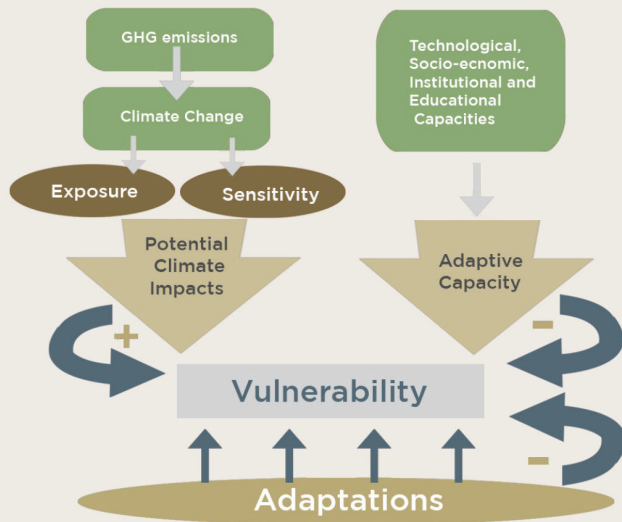 GHG emissions
Climate Change
Exposure
Sensitivity
Potential
Climate
Impacts
+
Technological,
Socio-ecnomic,
Institutional and
Educational
Capacities
Adaptive
Capacity
-
Vulnerability
-
Adaptations